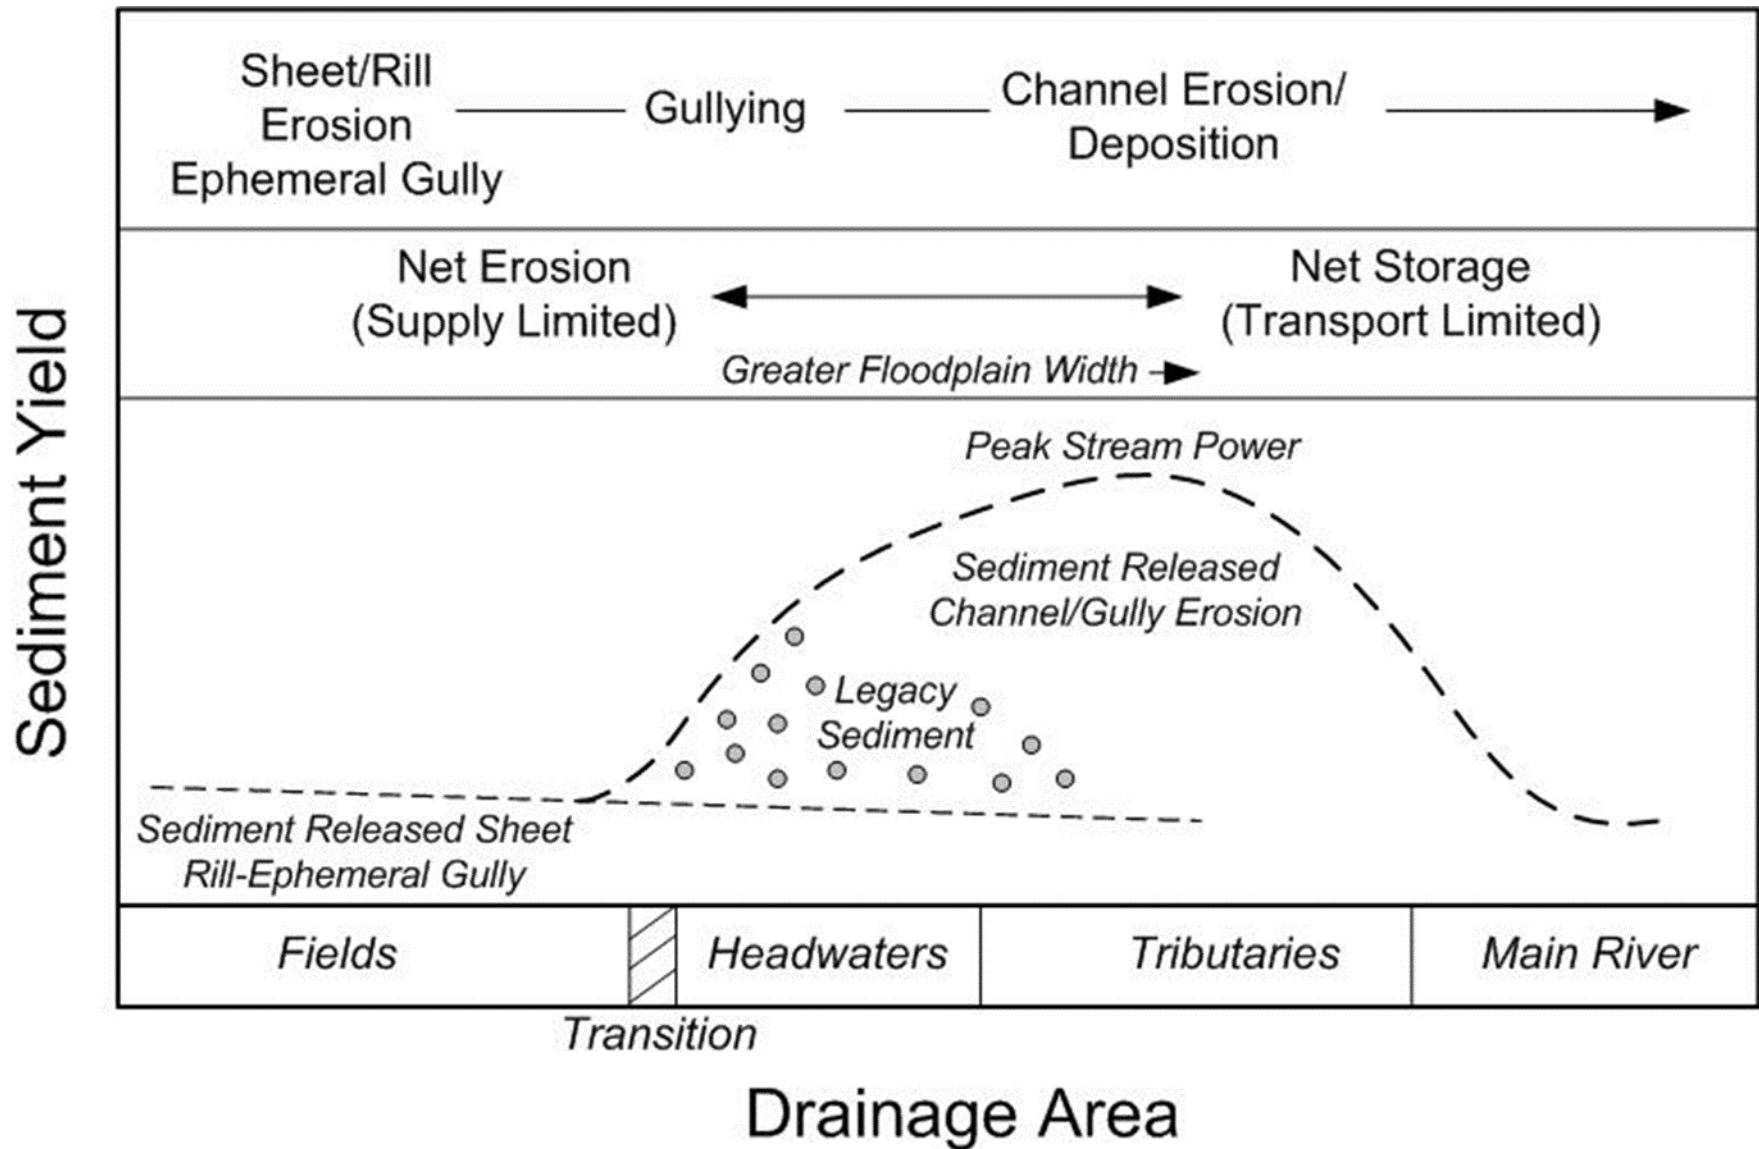 Sheet/Rill
Erosion
Ephemeral Gully
Gullying
Channel Erosion/
Deposition
Net Erosion
(Supply Limited)
Net Storage
(Transport Limited)
Greater Floodplain Width
Peak Stream Power
Sediment Released
Channel/Gully Erosion
Legacy
Sediment
Sediment Released Sheet
Rill-Ephemeral Gully
Sediment Yield
Fields
Headwaters
Tributaries
Main River
Transition
Drainage Area